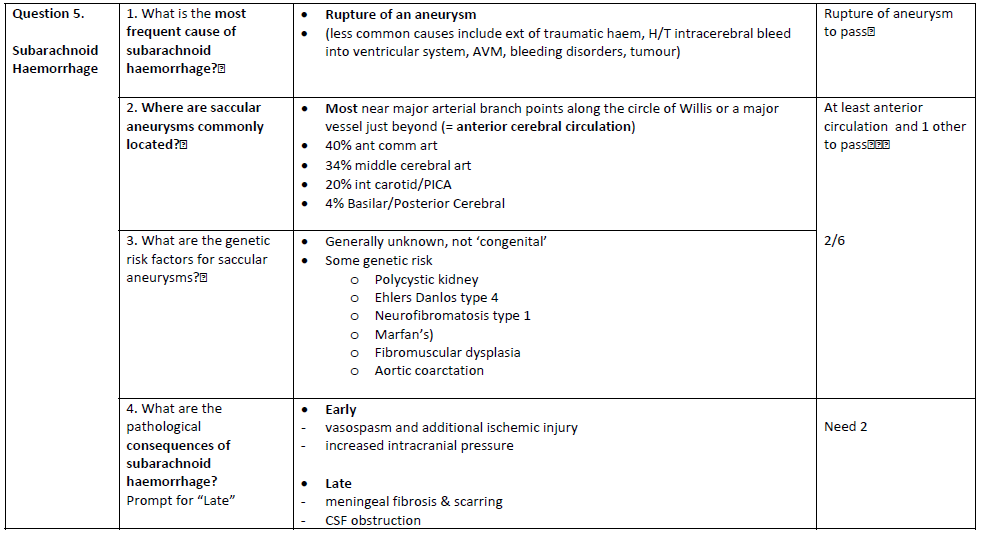 Question 5.
Subarachnoid
Haemorrhage
1. What is the most
frequent cause of
subarachnoid
haemorrhage?
• Rupture of an aneurysm
• (less common causes include ext of traumatic haem, H/T intracerebral bleed
into ventricular system, AVM, bleeding disorders, tumour)
Rupture of aneurysm
to pass
2. Where are saccular
aneurysms commonly
located?
• Most near major arterial branch points along the circle of Willis or a major
vessel just beyond (= anterior cerebral circulation)
• 40% ant comm art
• 34% middle cerebral art
• 20% int carotid/PICA
• 4% Basilar/Posterior Cerebral
At least anterior
circulation and 1 other
to pass
3. What are the genetic
risk factors for saccular
aneurysms?
• Generally unknown, not ‘congenital’
• Some genetic risk
o Polycystic kidney
o Ehlers Danlos type 4
o Neurofibromatosis type 1
o Marfan’s)
o Fibromuscular dysplasia
o Aortic coarctation
2/6
4. What are the
pathological
consequences of
subarachnoid
haemorrhage?
Prompt for “Late”
• Early
- vasospasm and additional ischemic injury
- increased intracranial pressure
• Late
- meningeal fibrosis & scarring
- CSF obstruction
Need 2